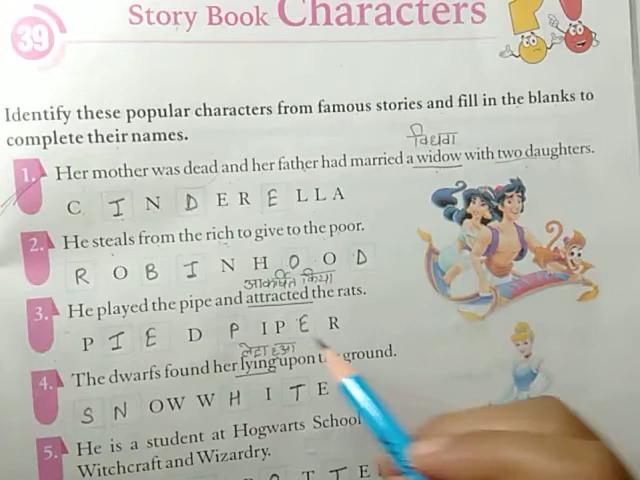 39
Story Book Characters
Identify these popular characters from famous stories and fill in the blanks to
complete their names.
विधवा
1. Her mother was dead and her father had married a widow with two daughters.
C I N D E R E L L A
2. He steals from the rich to give to the poor.
R O B I N H O O D
आकर्षित किया
3. He played the pipe and attracted the rats.
P I E D P I P E R
लेटा हुआ
4. The dwarfs found her lying upon ground.
S N O W W H I T E
5. He is a student at Hogwarts School
Witchcraft and Wizardry.
O T T E